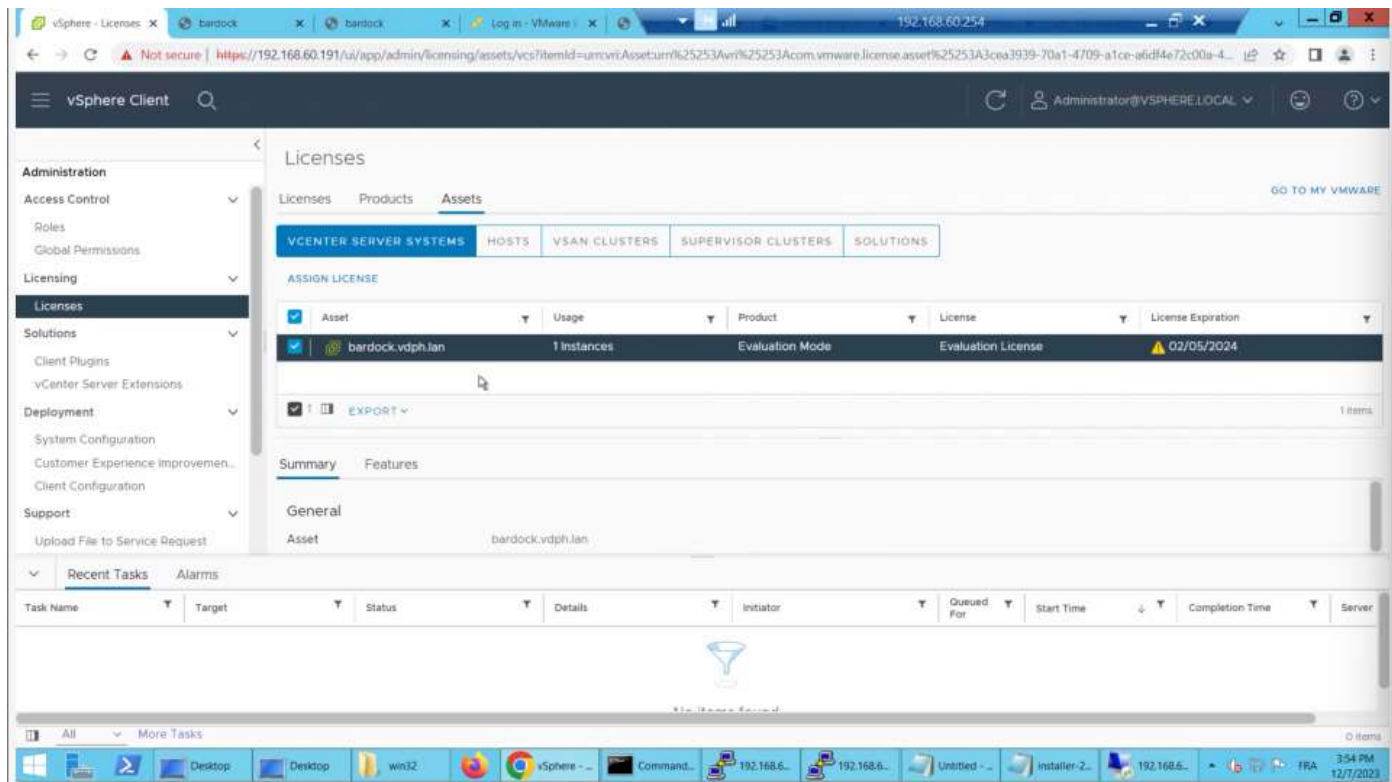 vSphere - Licenses
bardock
bardock
Log in - VMware
192.168.60.254
Not secure
https://192.168.60.191/ui/app/admin/licensing/assets/vcs?itemId=urn:vri:Asset:urn%25253Avri%25253Acom.vmware.license.asset%25253A3cea3939-70a1-4709-a1ce-a6df4e72c00a-4...
vSphere Client
Administrator@VSPHERE.LOCAL
Administration
Access Control
Roles
Global Permissions
Licensing
Licenses
Solutions
Client Plugins
vCenter Server Extensions
Deployment
System Configuration
Customer Experience Improvemen...
Client Configuration
Support
Upload File to Service Request
Licenses
GO TO MY VMWARE
Licenses Products Assets
VCENTER SERVER SYSTEMS HOSTS VSAN CLUSTERS SUPERVISOR CLUSTERS SOLUTIONS
ASSIGN LICENSE
Asset Usage Product License License Expiration
bardock.vdph.lan 1 Instances Evaluation Mode Evaluation License 02/05/2024
1 EXPORT 1 items
Summary Features
General
Asset bardock.vdph.lan
Recent Tasks Alarms
Task Name Target Status Details Initiator Queued For Start Time Completion Time Server
No items found
All More Tasks 0 items
Desktop Desktop win32 vSphere - ... Command... 192.168.6... 192.168.6... Untitled - ... installer-2... 192.168.6... FRA 3:54 PM
12/7/2023